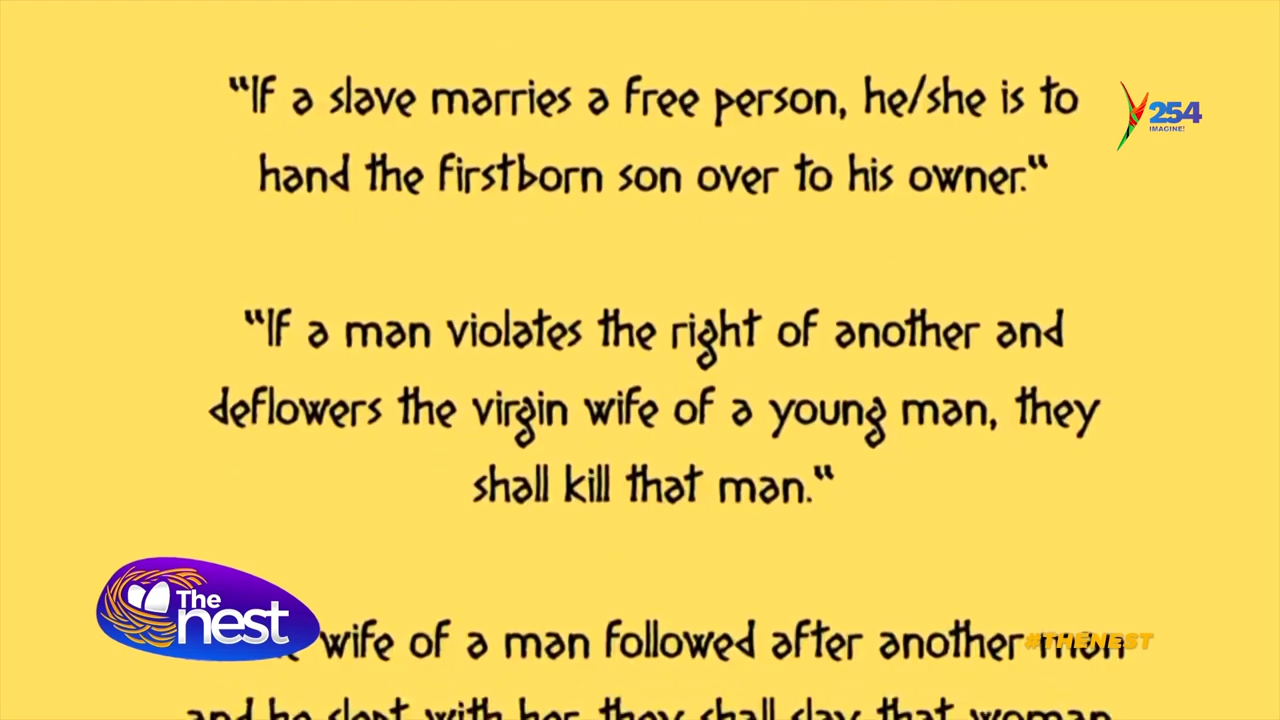 "If a slave marries a free person, he/she is to
hand the firstborn son over to his owner."
254
IMAGINE!
"If a man violates the right of another and
deflowers the virgin wife of a young man, they
shall kill that man."
The
nest
wife of a man followed after another man
#THENEST
and he slept with her, they shall slay that woman